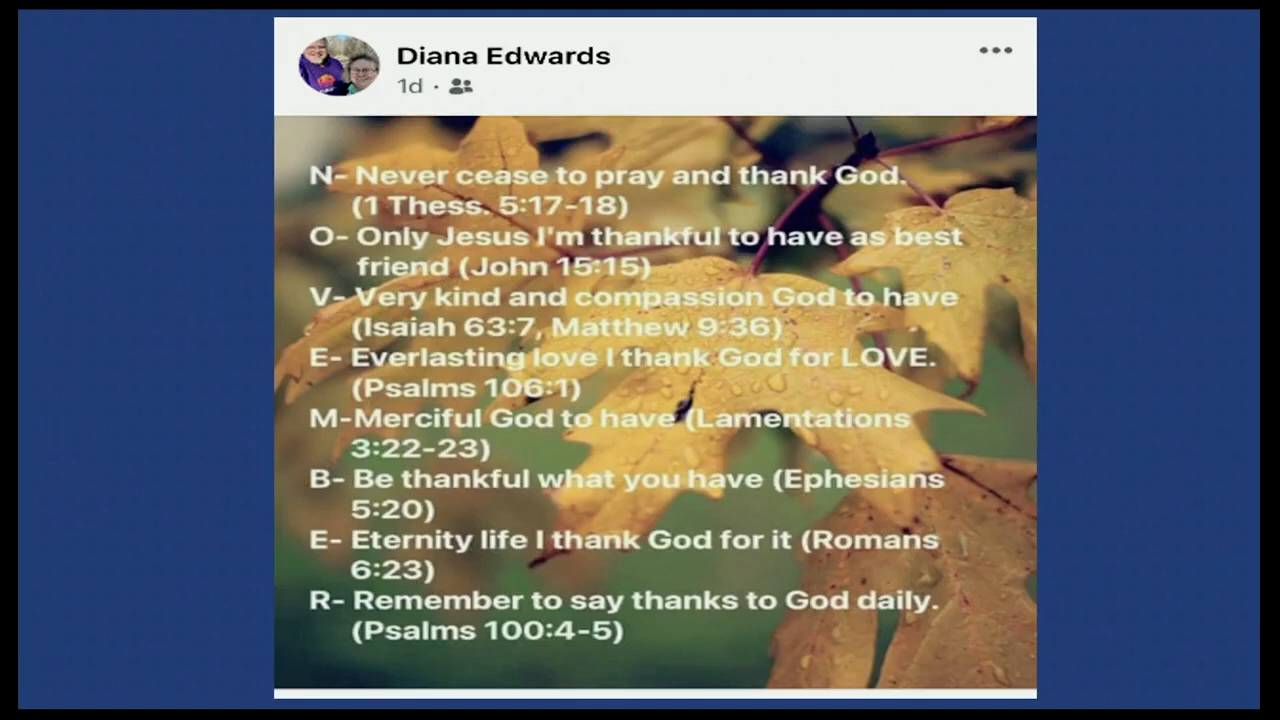 Diana Edwards
1d ·
N- Never cease to pray and thank God.
(1 Thess. 5:17-18)
O- Only Jesus I'm thankful to have as best
friend (John 15:15)
V- Very kind and compassion God to have
(Isaiah 63:7, Matthew 9:36)
E- Everlasting love I thank God for LOVE.
(Psalms 106:1)
M-Merciful God to have (Lamentations
3:22-23)
B- Be thankful what you have (Ephesians
5:20)
E- Eternity life I thank God for it (Romans
6:23)
R- Remember to say thanks to God daily.
(Psalms 100:4-5)